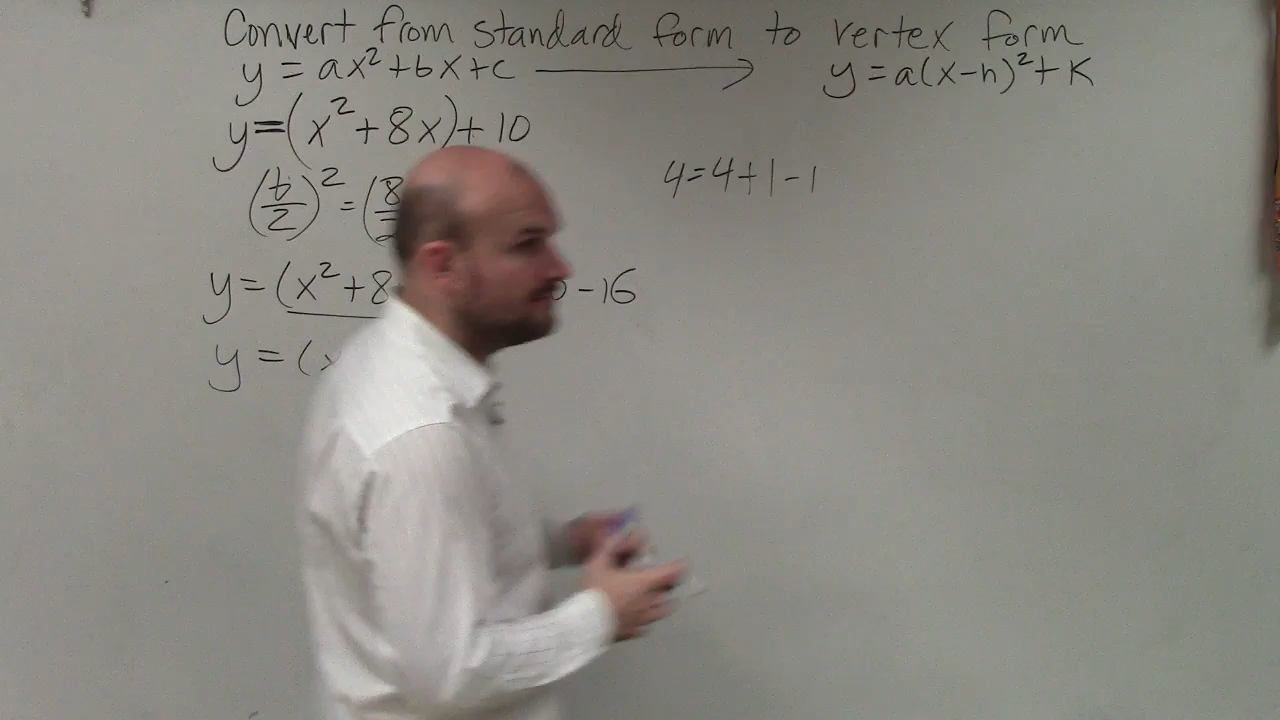 Convert from standard form to vertex form
y = ax² + bx + c → y = a(x-h)² + k
y = (x² + 8x) + 10
4 = 4 + 1 - 1
(b/2)² = (8
y = (x² + 8 - 16
y = (x